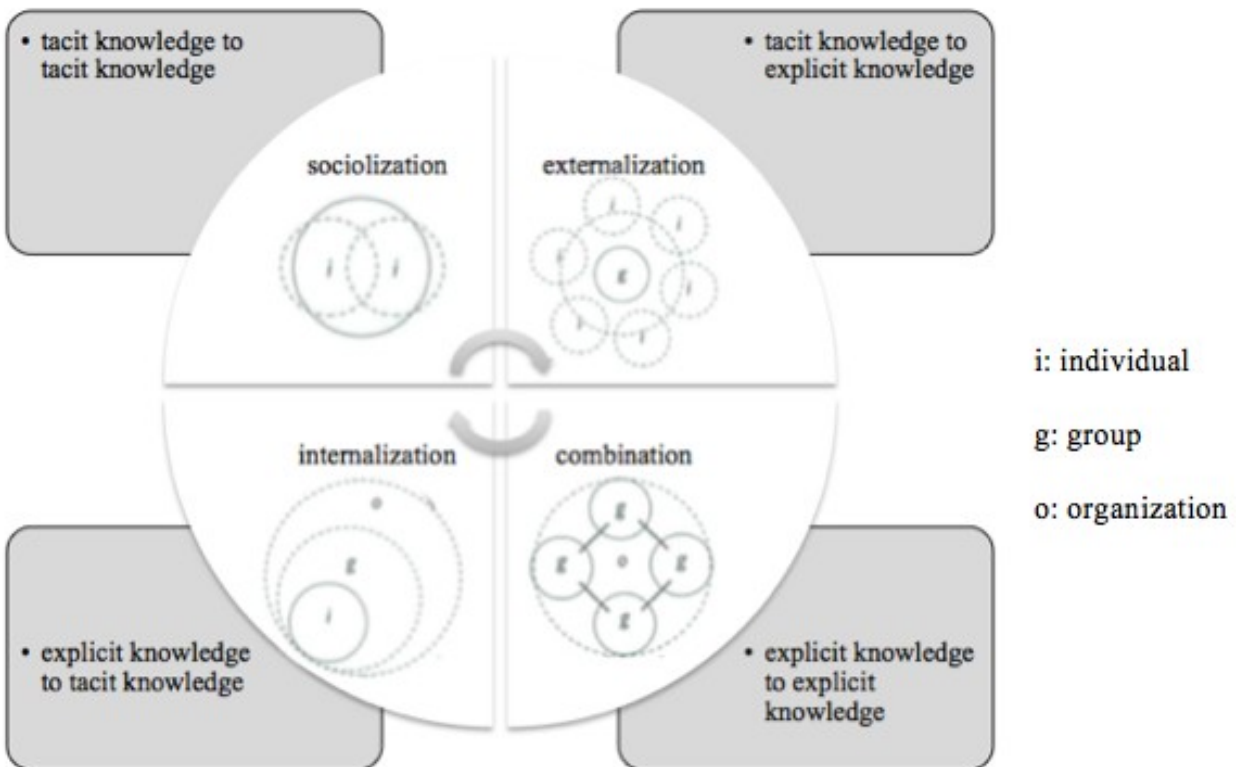 • tacit knowledge to
tacit knowledge
• tacit knowledge to
explicit knowledge
sociolization
i
i
externalization
i
i
i
g
i
i
i
internalization
o
g
i
combination
g
g
o
g
g
• explicit knowledge
to tacit knowledge
• explicit knowledge
to explicit
knowledge
i: individual
g: group
o: organization